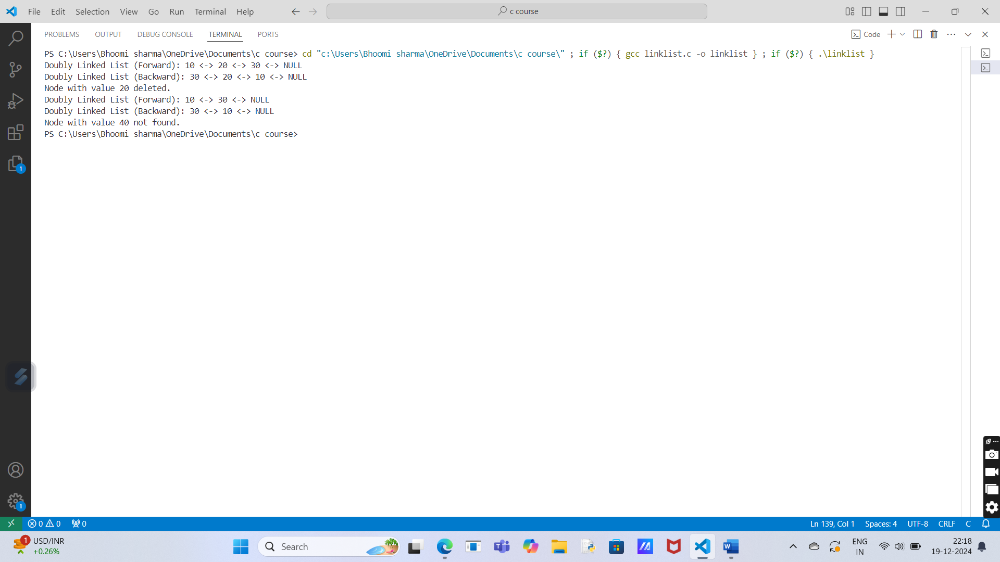 File Edit Selection View Go Run Terminal Help
c course
PROBLEMS OUTPUT DEBUG CONSOLE TERMINAL PORTS
Code
PS C:\Users\Bhoomi sharma\OneDrive\Documents\c course> cd "c:\Users\Bhoomi sharma\OneDrive\Documents\c course\" ; if ($?) { gcc linklist.c -o linklist } ; if ($?) { .\linklist }
Doubly Linked List (Forward): 10 <-> 20 <-> 30 <-> NULL
Doubly Linked List (Backward): 30 <-> 20 <-> 10 <-> NULL
Node with value 20 deleted.
Doubly Linked List (Forward): 10 <-> 30 <-> NULL
Doubly Linked List (Backward): 30 <-> 10 <-> NULL
Node with value 40 not found.
PS C:\Users\Bhoomi sharma\OneDrive\Documents\c course>
1
1
0 0 0
Ln 139, Col 1 Spaces: 4 UTF-8 CRLF C
1
USD/INR
+0.26%
Search
ENG
IN
22:18
19-12-2024